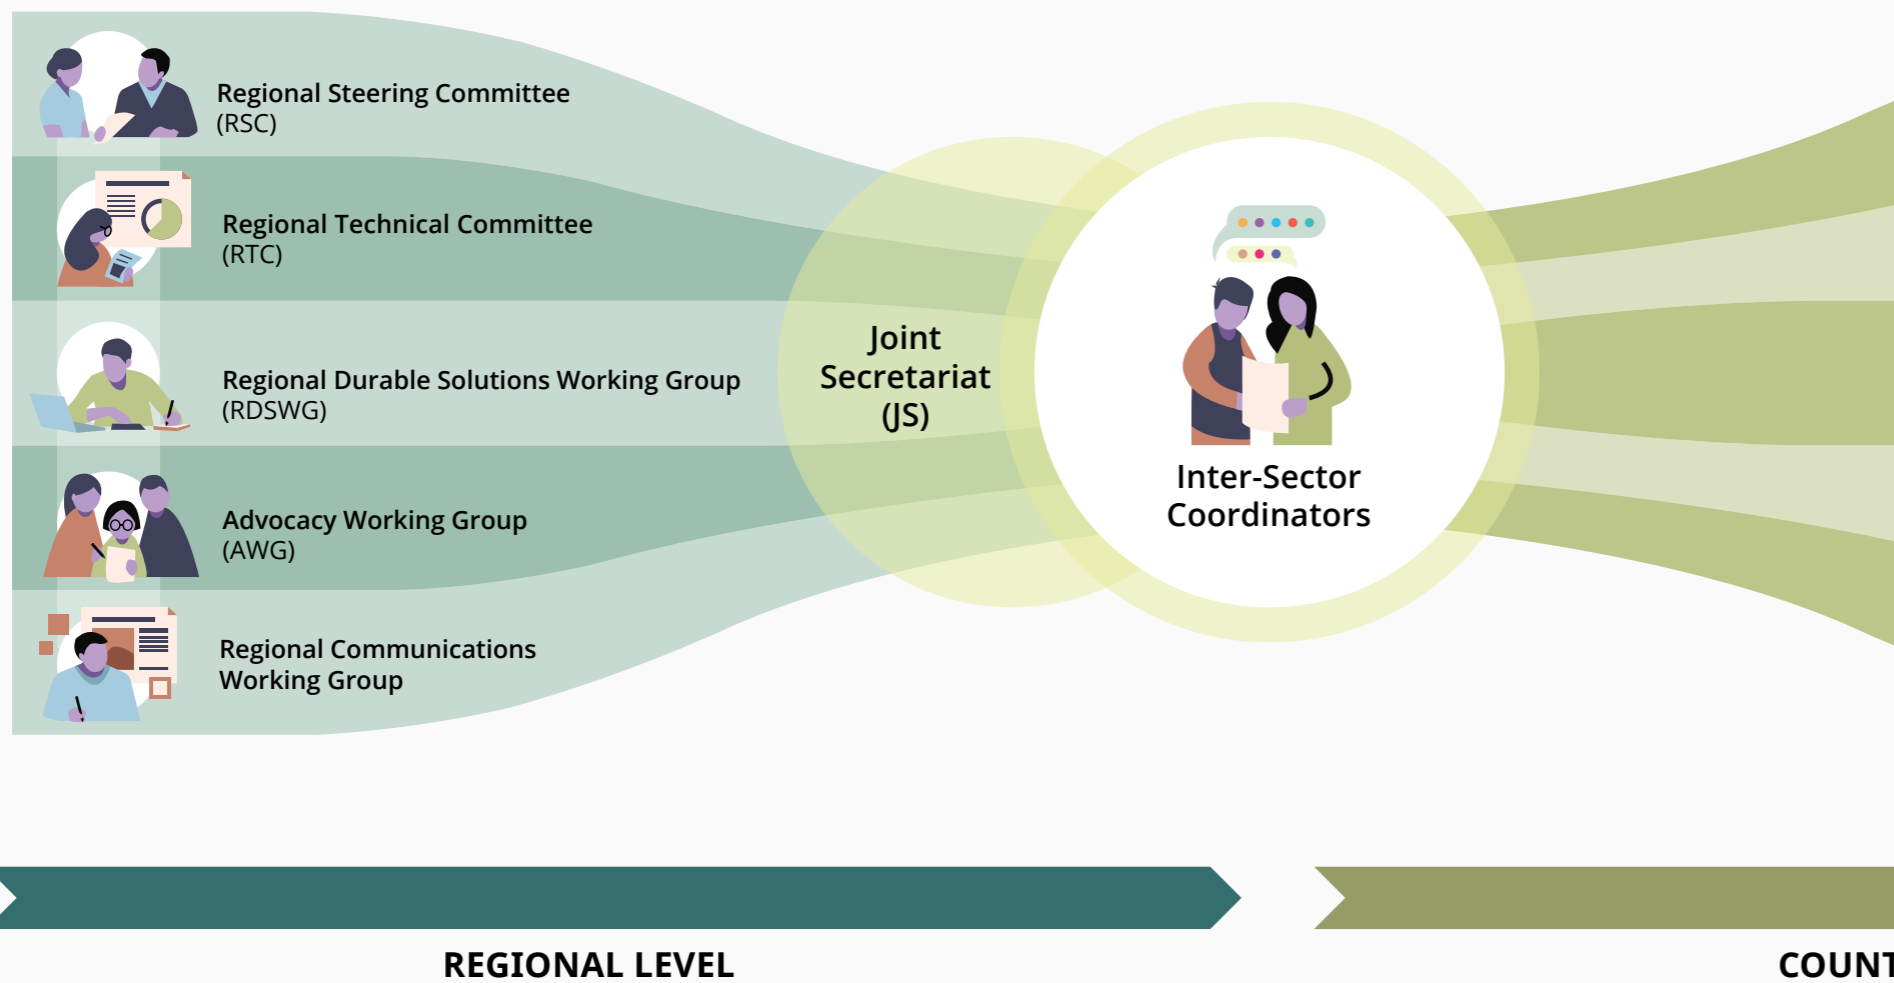 Regional Steering Committee
(RSC)
Regional Technical Committee
(RTC)
Regional Durable Solutions Working Group
(RDSWG)
Advocacy Working Group
(AWG)
Regional Communications
Working Group
Joint
Secretariat
(JS)
Inter-Sector
Coordinators
REGIONAL LEVEL